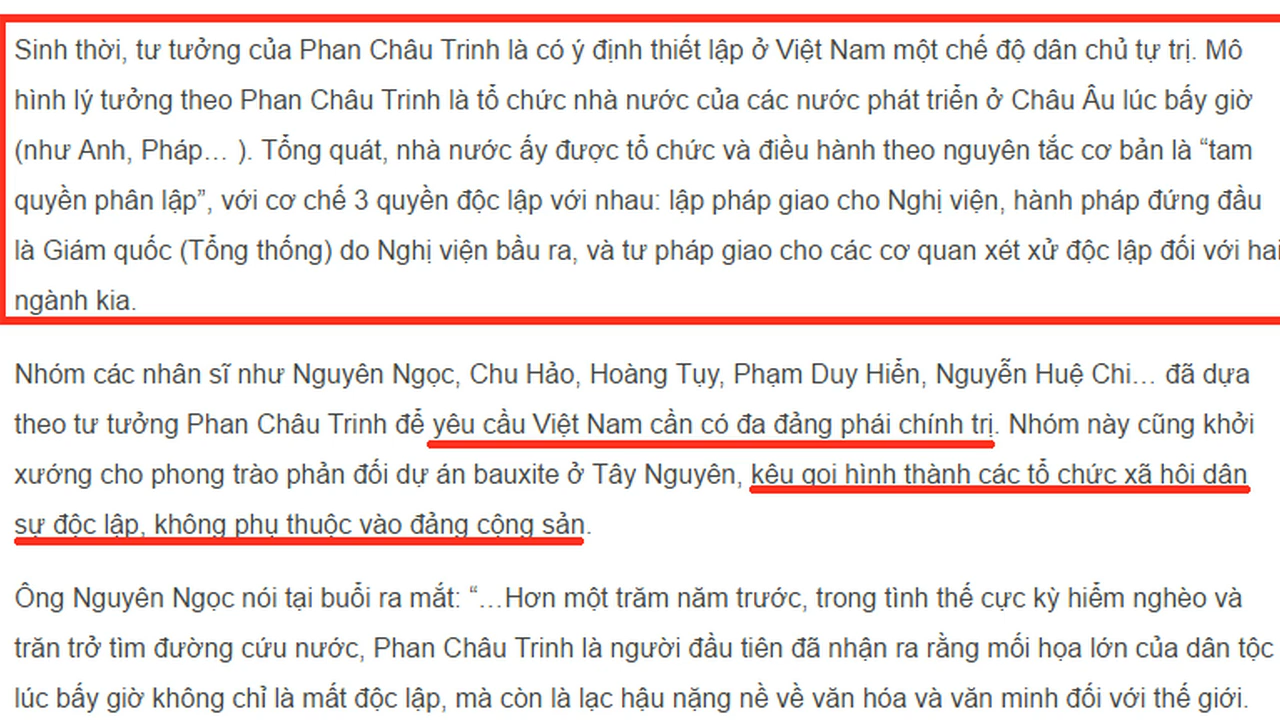 Sinh thời, tư tưởng của Phan Châu Trinh là có ý định thiết lập ở Việt Nam một chế độ dân chủ tự trị. Mô
hình lý tưởng theo Phan Châu Trinh là tổ chức nhà nước của các nước phát triển ở Châu Âu lúc bấy giờ
(như Anh, Pháp… ). Tổng quát, nhà nước ấy được tổ chức và điều hành theo nguyên tắc cơ bản là “tam
quyền phân lập”, với cơ chế 3 quyền độc lập với nhau: lập pháp giao cho Nghị viện, hành pháp đứng đầu
là Giám quốc (Tổng thống) do Nghị viện bầu ra, và tư pháp giao cho các cơ quan xét xử độc lập đối với hai
ngành kia.
Nhóm các nhân sĩ như Nguyên Ngọc, Chu Hảo, Hoàng Tụy, Phạm Duy Hiển, Nguyễn Huệ Chi… đã dựa
theo tư tưởng Phan Châu Trinh để yêu cầu Việt Nam cần có đa đảng phái chính trị. Nhóm này cũng khởi
xướng cho phong trào phản đối dự án bauxite ở Tây Nguyên, kêu gọi hình thành các tổ chức xã hội dân
sự độc lập, không phụ thuộc vào đảng cộng sản.
Ông Nguyên Ngọc nói tại buổi ra mắt: “…Hơn một trăm năm trước, trong tình thế cực kỳ hiểm nghèo và
trăn trở tìm đường cứu nước, Phan Châu Trinh là người đầu tiên đã nhận ra rằng mối họa lớn của dân tộc
lúc bấy giờ không chỉ là mất độc lập, mà còn là lạc hậu nặng nề về văn hóa và văn minh đối với thế giới.